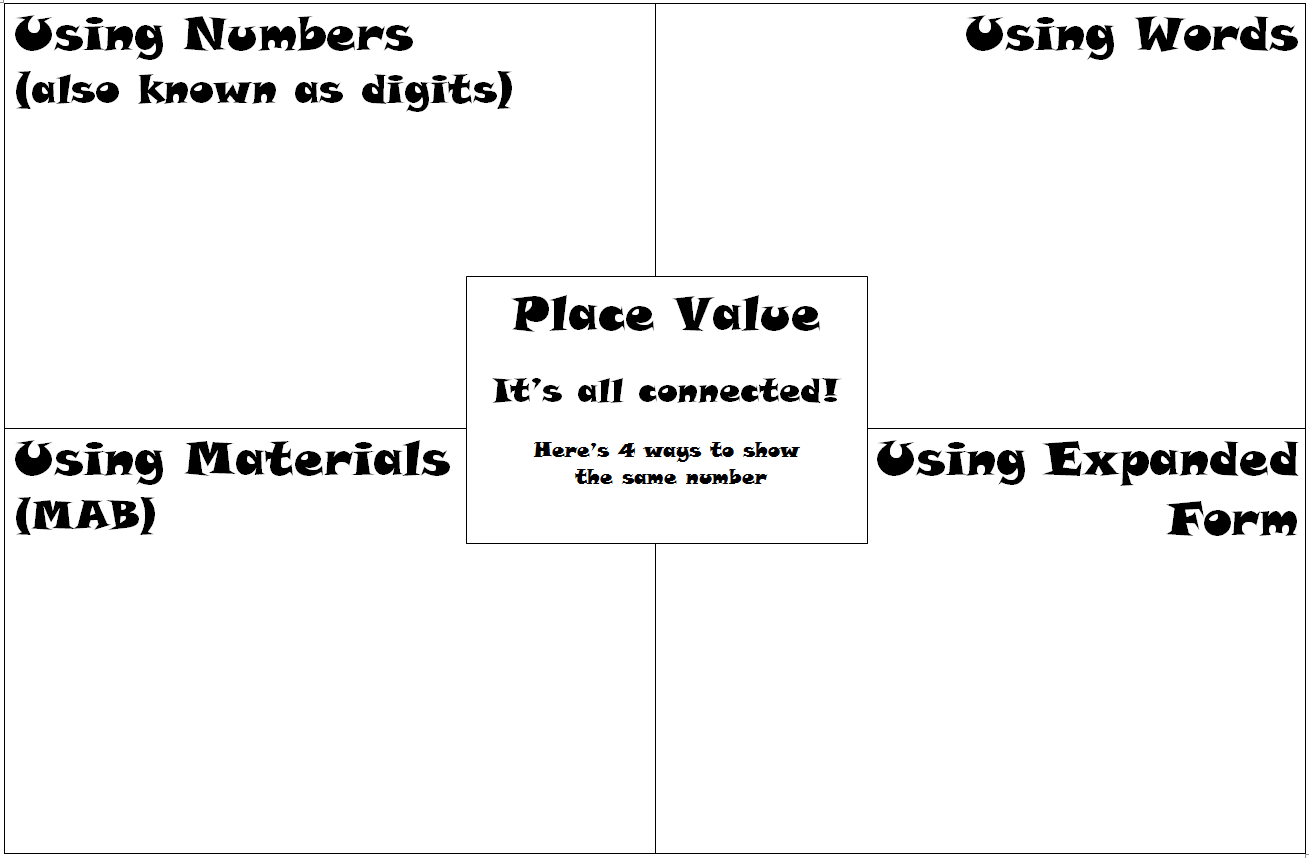 Using Numbers
(also known as digits)
Using Words
Place Value
It's all connected!
Here's 4 ways to show
the same number
Using Materials
(MAB)
Using Expanded
Form